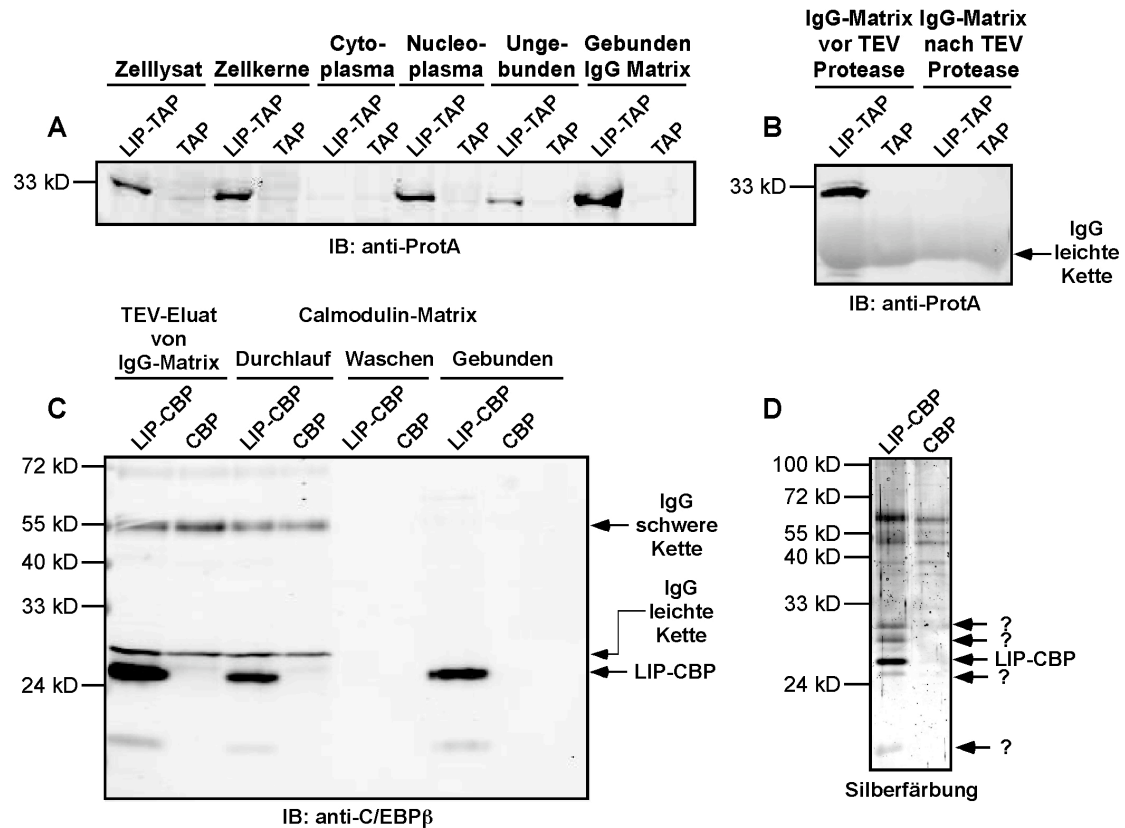 Zelllysat Zellkerne Cyto- Nucleo- Unge- Gebunden
plasma plasma bunden IgG Matrix
A
LIP-TAP TAP LIP-TAP TAP LIP-TAP TAP LIP-TAP TAP LIP-TAP TAP LIP-TAP TAP
33 kD
IB: anti-ProtA
IgG-Matrix IgG-Matrix
vor TEV nach TEV
Protease Protease
B
LIP-TAP TAP LIP-TAP TAP
33 kD
IgG
leichte
Kette
IB: anti-ProtA
TEV-Eluat
von
IgG-Matrix
Calmodulin-Matrix
Durchlauf Waschen Gebunden
C
LIP-CBP CBP LIP-CBP CBP LIP-CBP CBP LIP-CBP CBP
72 kD
55 kD
40 kD
33 kD
24 kD
IgG
schwere
Kette
IgG
leichte
Kette
LIP-CBP
IB: anti-C/EBPβ
D
LIP-CBP CBP
100 kD
72 kD
55 kD
40 kD
33 kD
24 kD
?
?
LIP-CBP
?
?
Silberfärbung